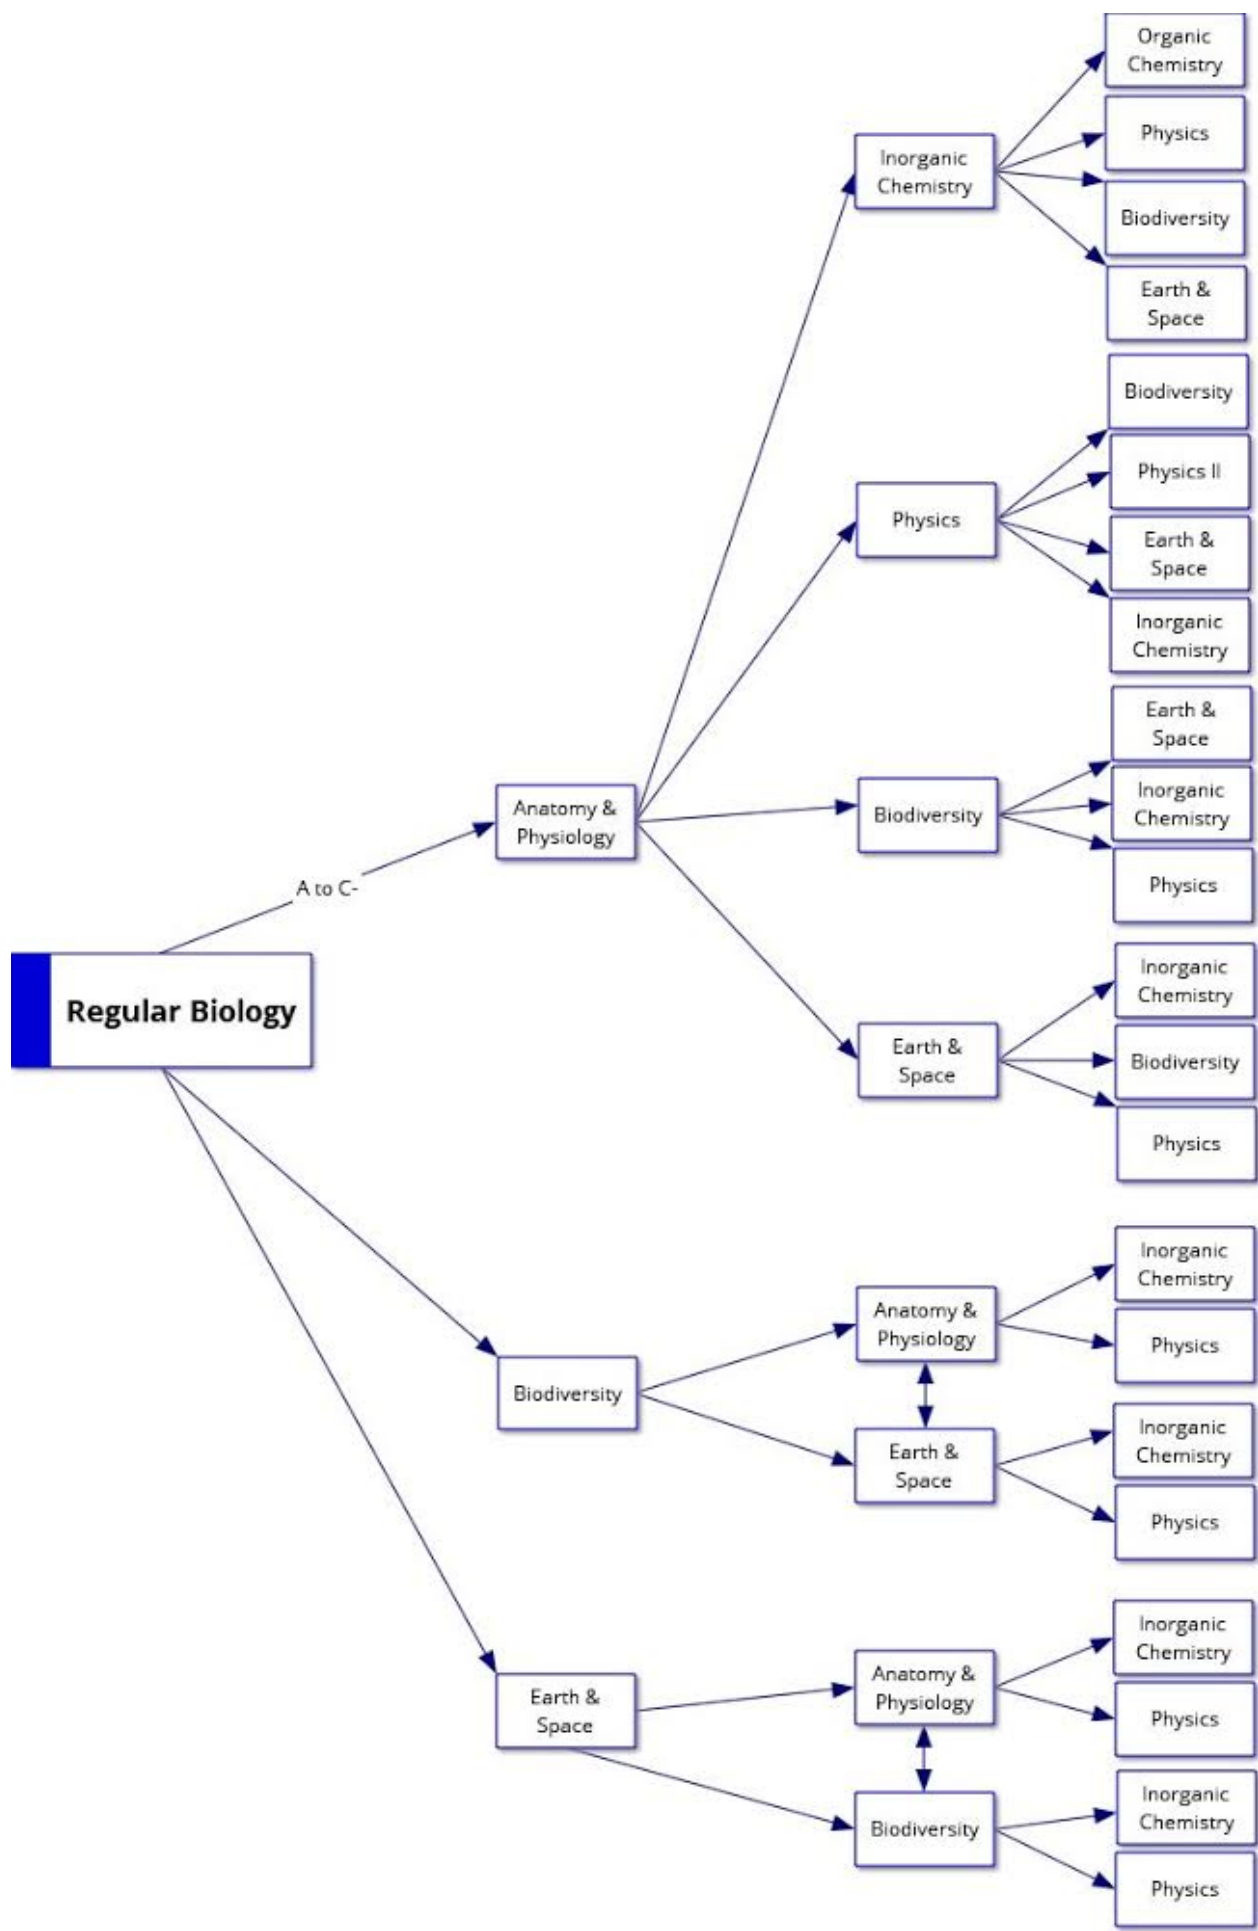 Organic
Chemistry
Physics
Inorganic
Chemistry
Biodiversity
Earth &
Space
Biodiversity
Physics II
Physics
Earth &
Space
Inorganic
Chemistry
Earth &
Space
Inorganic
Chemistry
Anatomy &
Physiology
Biodiversity
Physics
A to C-
Inorganic
Chemistry
Regular Biology
Earth &
Space
Biodiversity
Physics
Inorganic
Chemistry
Anatomy &
Physiology
Physics
Biodiversity
Earth &
Space
Inorganic
Chemistry
Physics
Inorganic
Chemistry
Anatomy &
Physiology
Earth &
Space
Physics
Inorganic
Chemistry
Biodiversity
Physics